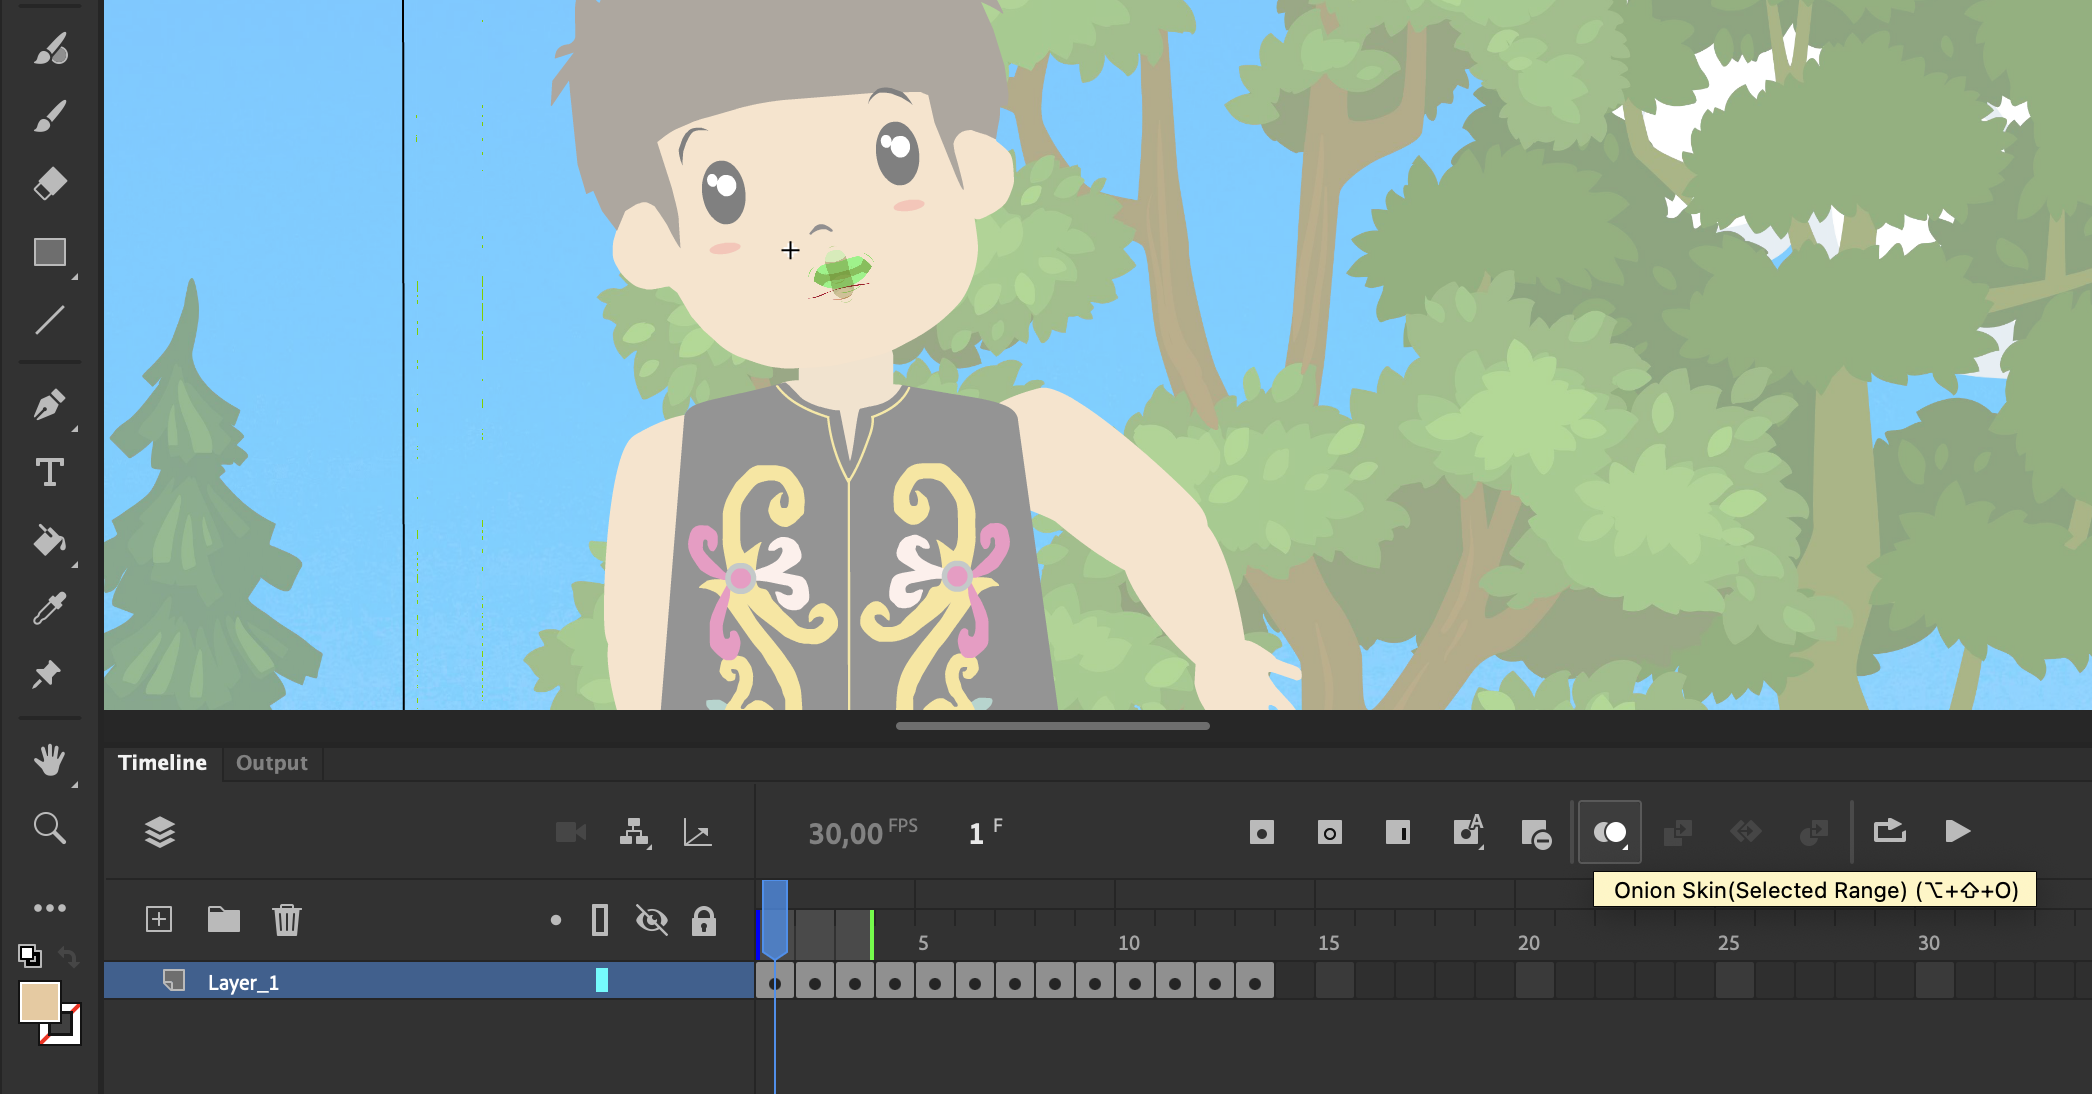 Timeline
Output
30,00 FPS
1 F
Onion Skin(Selected Range) (⌥+⇧+O)
5
10
15
20
25
30
Layer_1